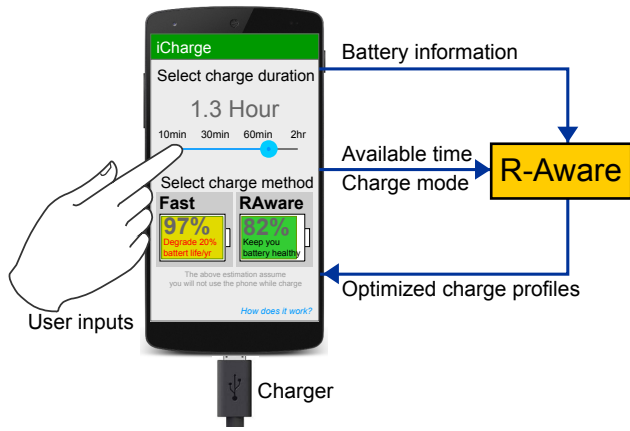 iCharge
Select charge duration
1.3 Hour
10min 30min 60min 2hr
Select charge method
Fast RAware
97% 82%
Degrade 20% Keep you
battert life/yr battery healthy
The above estimation assume
you will not use the phone while charge
How does it work?
User inputs
Charger
Battery information
Available time
Charge mode
R-Aware
Optimized charge profiles